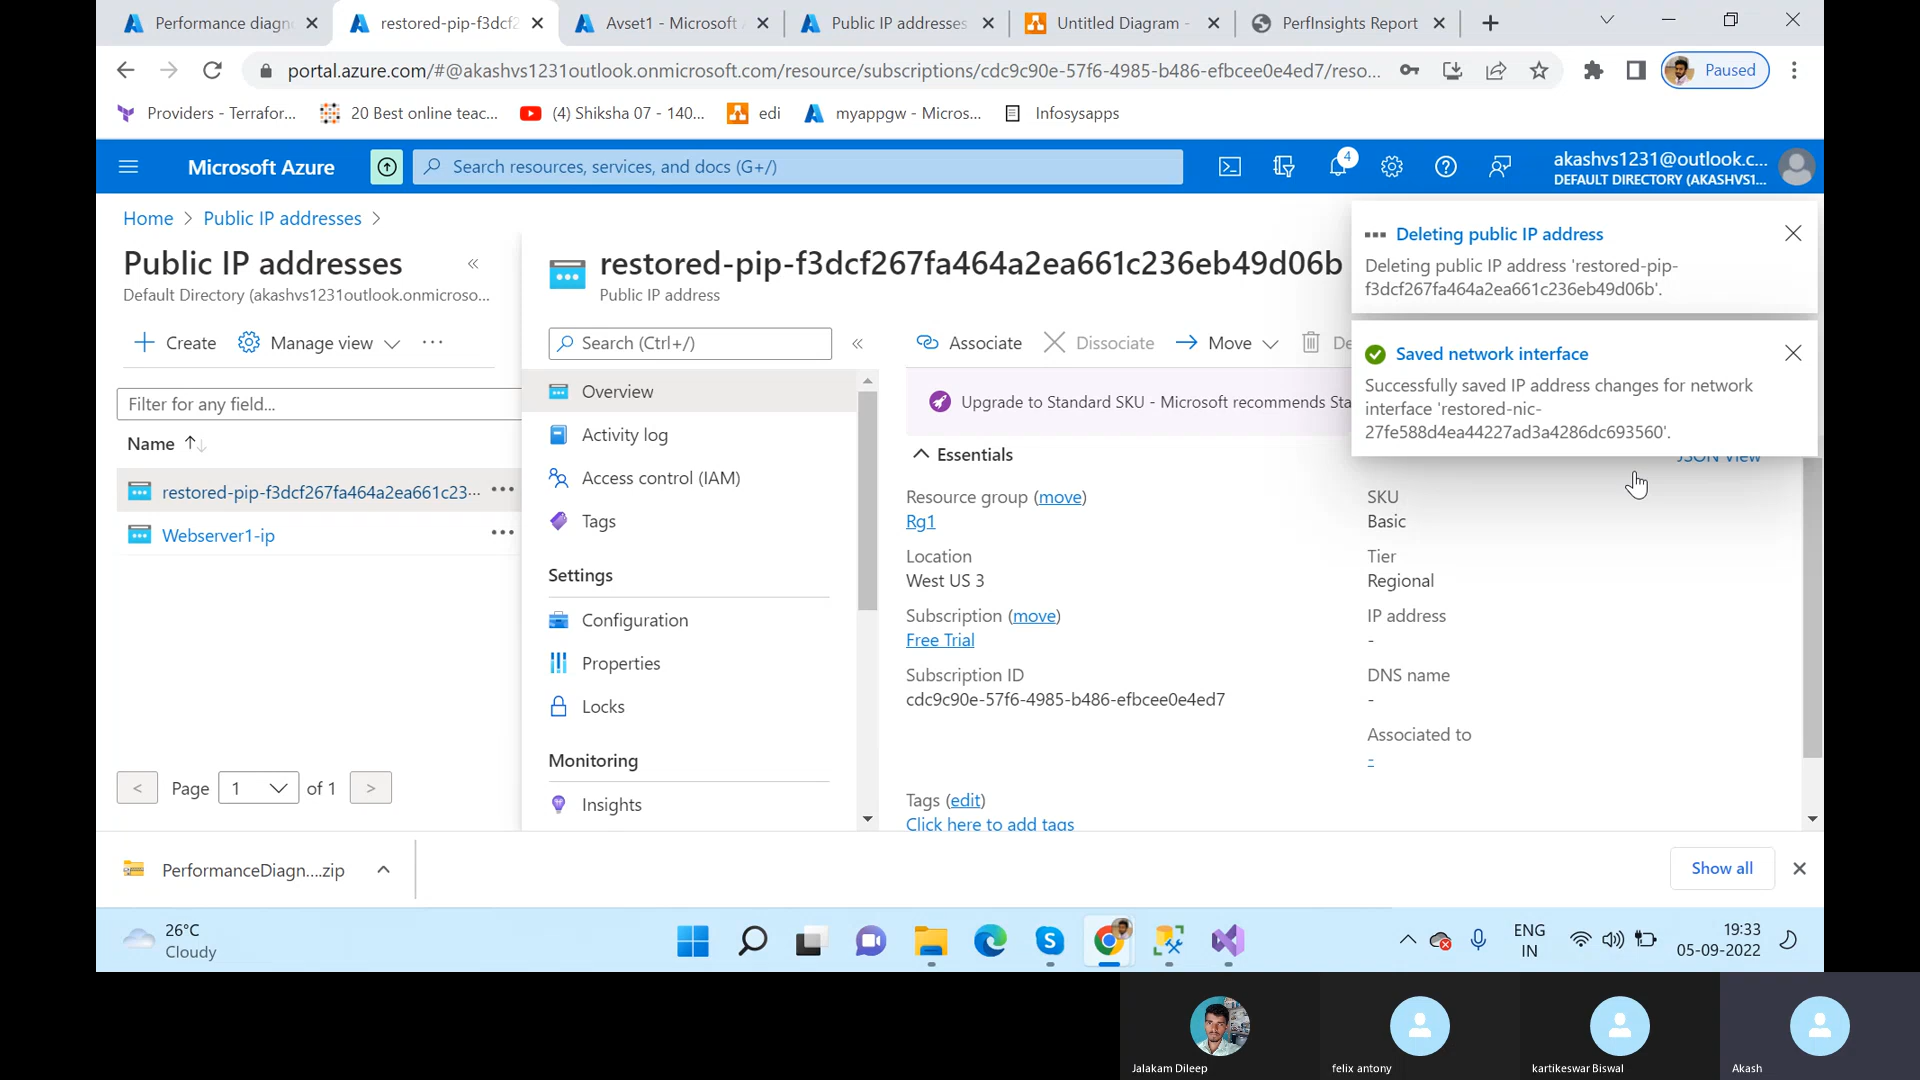 Performance diagn
restored-pip-f3dcf2
Avset1 - Microsoft
Public IP addresses
Untitled Diagram -
PerfInsights Report
portal.azure.com/#@akashvs1231outlook.onmicrosoft.com/resource/subscriptions/cdc9c90e-57f6-4985-b486-efbcee0e4ed7/reso...
Paused
Providers - Terrafor...
20 Best online teac...
(4) Shiksha 07 - 140...
edi
myappgw - Micros...
Infosysapps
Microsoft Azure
Search resources, services, and docs (G+/)
4
akashvs1231@outlook.c...
DEFAULT DIRECTORY (AKASHVS1...
Home > Public IP addresses >
Public IP addresses
Default Directory (akashvs1231outlook.onmicroso...
Create
Manage view
Filter for any field...
Name
restored-pip-f3dcf267fa464a2ea661c23...
Webserver1-ip
< Page 1 of 1 >
restored-pip-f3dcf267fa464a2ea661c236eb49d06b
Public IP address
Search (Ctrl+/)
Overview
Activity log
Access control (IAM)
Tags
Settings
Configuration
Properties
Locks
Monitoring
Insights
Associate
Dissociate
Move
De
Upgrade to Standard SKU - Microsoft recommends Sta
Essentials
JSON View
Resource group (move)
Rg1
Location
West US 3
Subscription (move)
Free Trial
Subscription ID
cdc9c90e-57f6-4985-b486-efbcee0e4ed7
SKU
Basic
Tier
Regional
IP address
-
DNS name
-
Associated to
-
Tags (edit)
Click here to add tags
Deleting public IP address
Deleting public IP address 'restored-pip-
f3dcf267fa464a2ea661c236eb49d06b'.
Saved network interface
Successfully saved IP address changes for network
interface 'restored-nic-
27fe588d4ea44227ad3a4286dc693560'.
PerformanceDiagn....zip
Show all
26°C
Cloudy
ENG
IN
19:33
05-09-2022
Jalakam Dileep
felix antony
kartikeswar Biswal
Akash